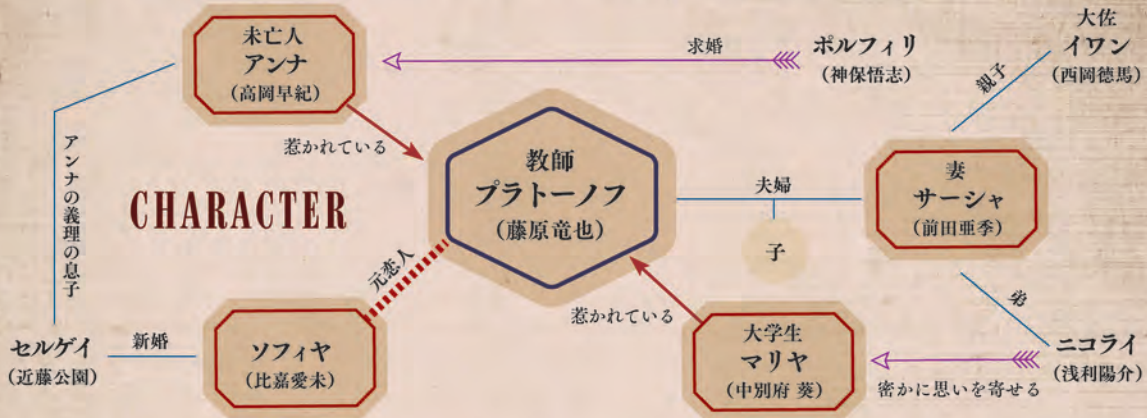 未亡人
アンナ
(高岡早紀)
求婚
ポルフィリ
(神保悟志)
大佐
イワン
(西岡德馬)
親子
惹かれている
アンナの義理の息子
CHARACTER
教師
プラトーノフ
(藤原竜也)
夫婦
子
妻
サーシャ
(前田亜季)
元恋人
弟
惹かれている
セルゲイ
(近藤公園)
新婚
ソフィヤ
(比嘉愛未)
大学生
マリヤ
(中別府 葵)
密かに思いを寄せる
ニコライ
(浅利陽介)